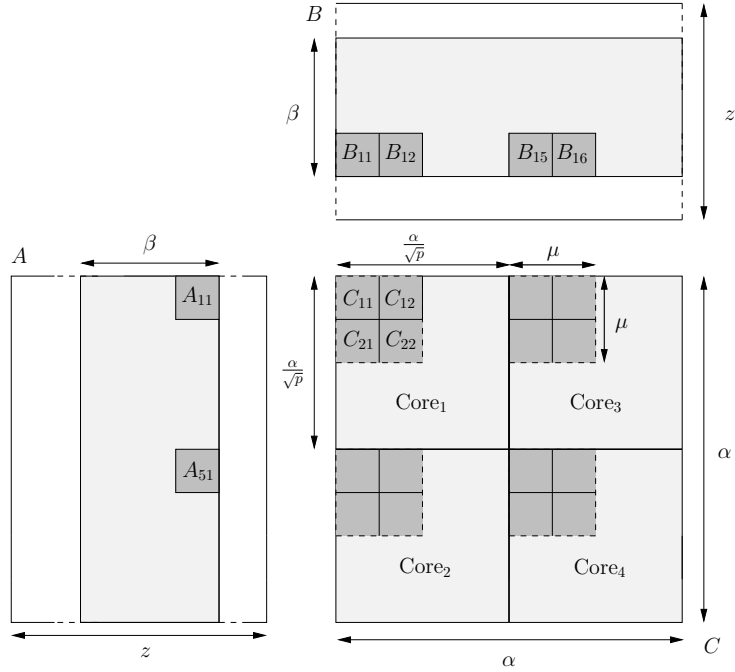 B
β
z
B₁₁ B₁₂ B₁₅ B₁₆
A
β
α/√p
μ
A₁₁
C₁₁ C₁₂
C₂₁ C₂₂
μ
α/√p
Core₁ Core₃
α
A₅₁
Core₂ Core₄
z
α
C